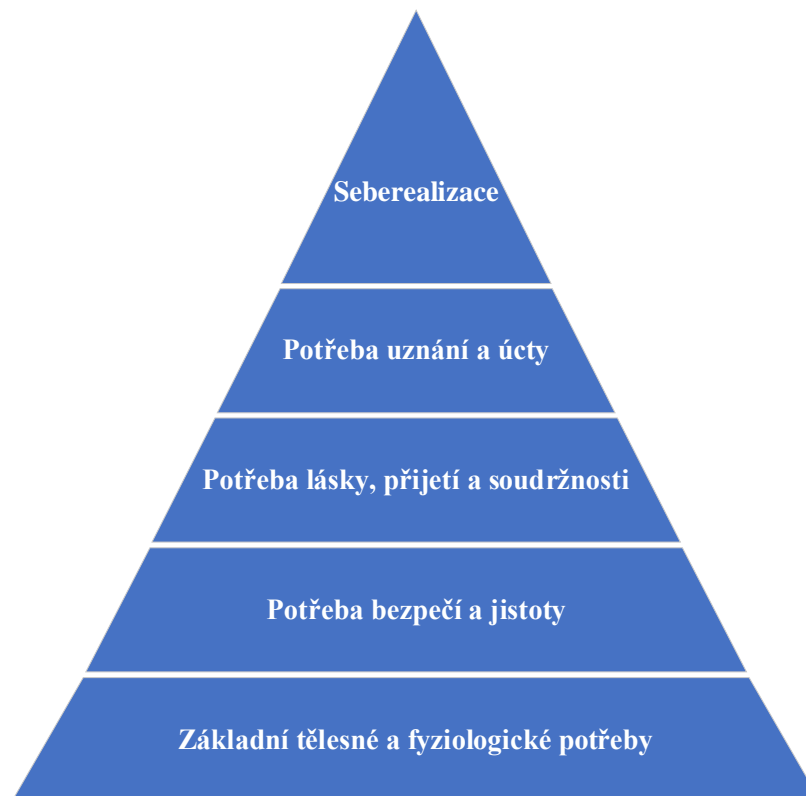 Seberealizace
Potřeba uznání a úcty
Potřeba lásky, přijetí a soudržnosti
Potřeba bezpečí a jistoty
Základní tělesné a fyziologické potřeby